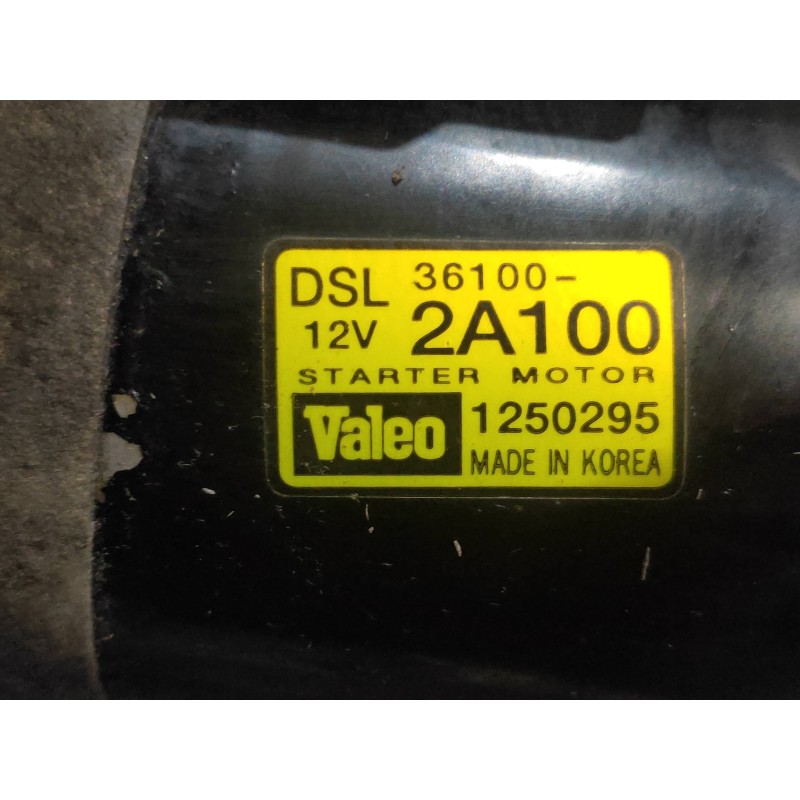 DSL 36100-
12V 2A100
STARTER MOTOR
Valeo 1250295
MADE IN KOREA